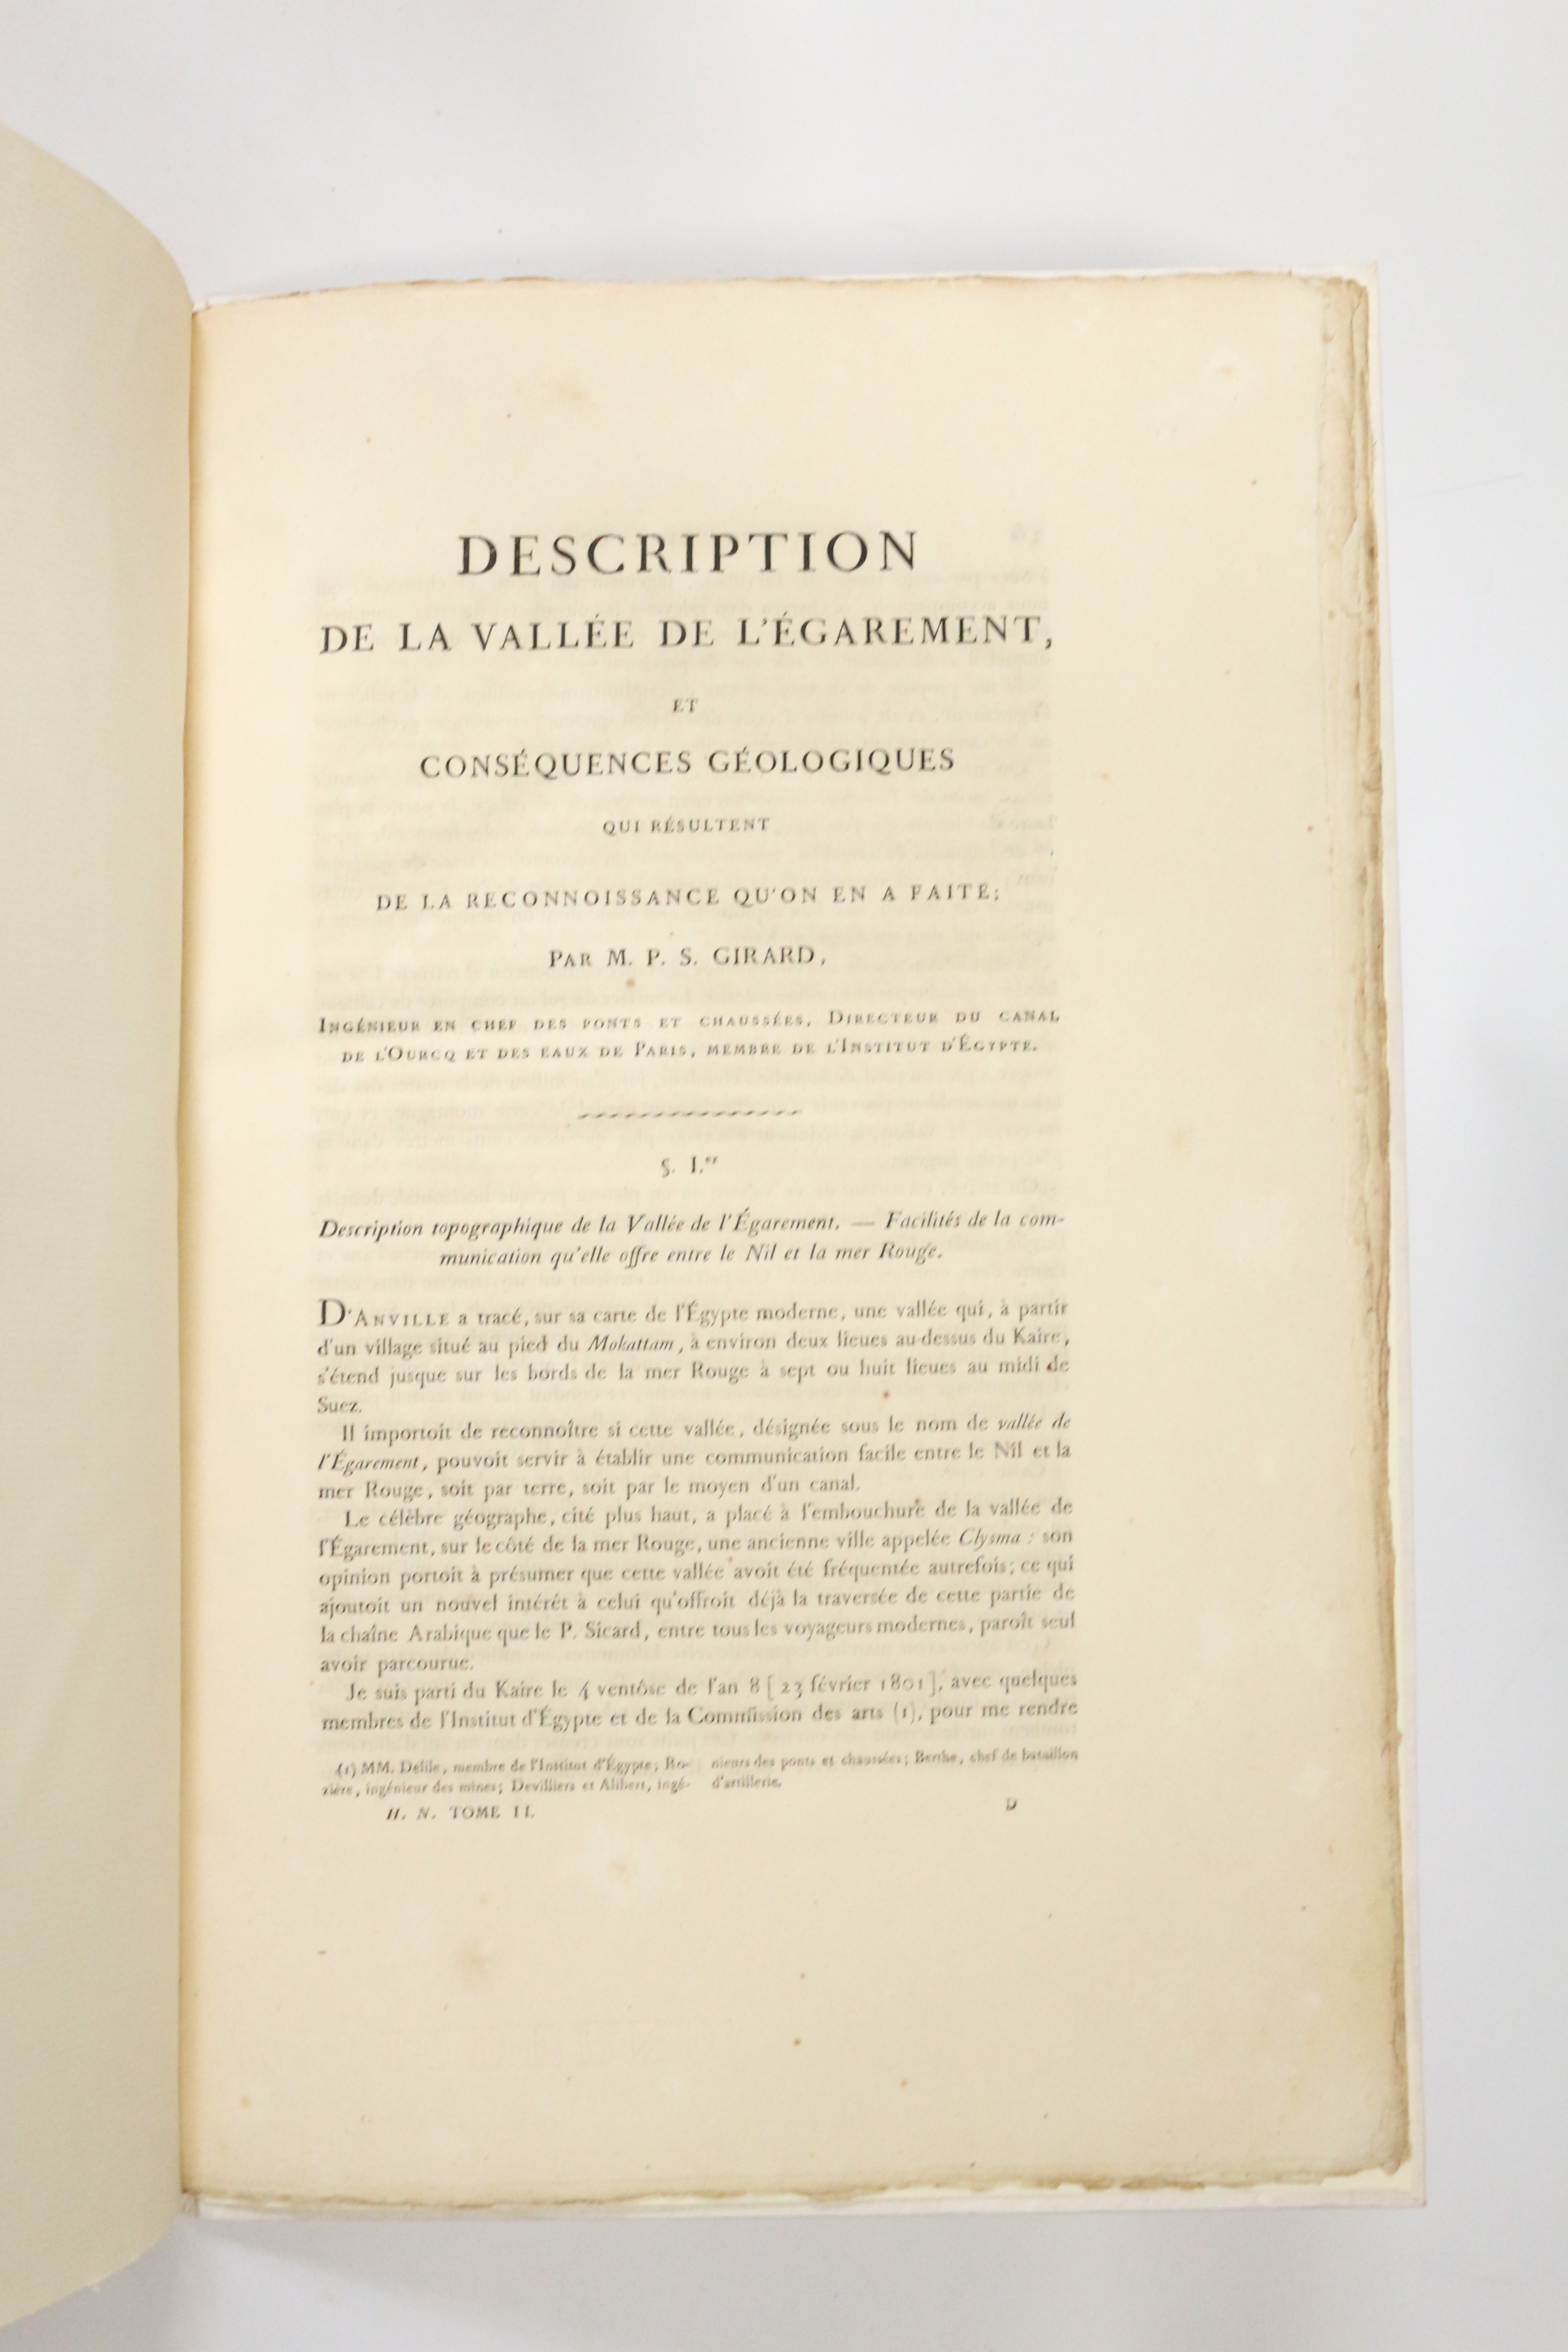 DESCRIPTION
DE LA VALLÉE DE L'ÉGAREMENT,
ET
CONSÉQUENCES GÉOLOGIQUES
QUI RÉSULTENT
DE LA RECONNOISSANCE QU'ON EN A FAITE;
PAR M. P. S. GIRARD,
INGÉNIEUR EN CHEF DES PONTS ET CHAUSSÉES, DIRECTEUR DU CANAL
DE L'OURCQ ET DES EAUX DE PARIS, MEMBRE DE L'INSTITUT D'ÉGYPTE.
§. I.er
Description topographique de la Vallée de l'Égarement. — Facilités de la com-
munication qu'elle offre entre le Nil et la mer Rouge.
D'ANVILLE a tracé, sur sa carte de l'Égypte moderne, une vallée qui, à partir
d'un village situé au pied du Mokattam, à environ deux lieues au-dessus du Kaire,
s'étend jusque sur les bords de la mer Rouge à sept ou huit lieues au midi de
Suez.
Il importoit de reconnoître si cette vallée, désignée sous le nom de vallée de
l'Égarement, pouvoit servir à établir une communication facile entre le Nil et la
mer Rouge, soit par terre, soit par le moyen d'un canal.
Le célèbre géographe, cité plus haut, a placé à l'embouchure de la vallée de
l'Égarement, sur le côté de la mer Rouge, une ancienne ville appelée Clysma : son
opinion portoit à présumer que cette vallée avoit été fréquentée autrefois; ce qui
ajoutoit un nouvel intérêt à celui qu'offroit déjà la traversée de cette partie de
la chaîne Arabique que le P. Sicard, entre tous les voyageurs modernes, paroît seul
avoir parcourue.
Je suis parti du Kaire le 4 ventôse de l'an 8 [23 février 1801], avec quelques
membres de l'Institut d'Égypte et de la Commission des arts (1), pour me rendre
(1) MM. Delile, membre de l'Institut d'Égypte; Ro-
zière, ingénieur des mines; Devilliers et Alibert, ingé-
nieurs des ponts et chaussées; Berthe, chef de bataillon
d'artillerie.
H. N. TOME II.
D